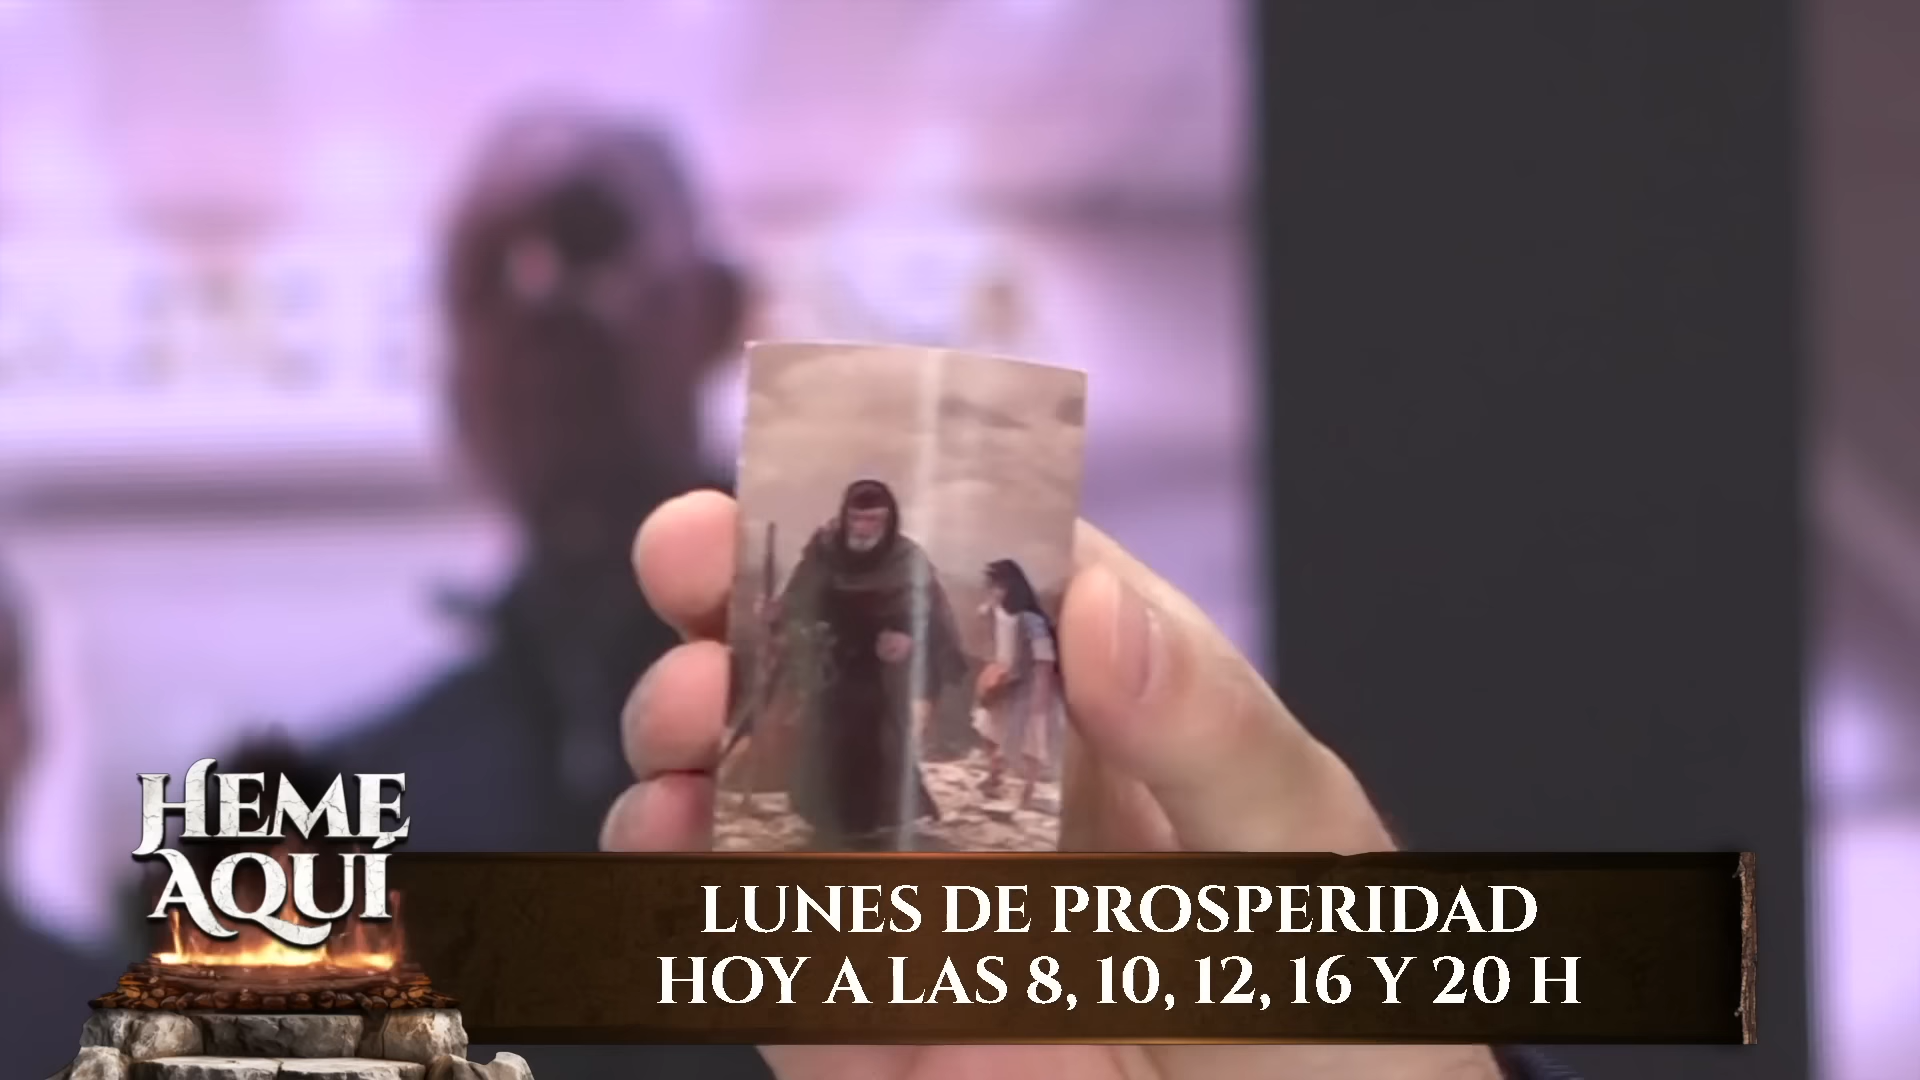 HEME
AQUÍ
LUNES DE PROSPERIDAD
HOY A LAS 8, 10, 12, 16 Y 20 H